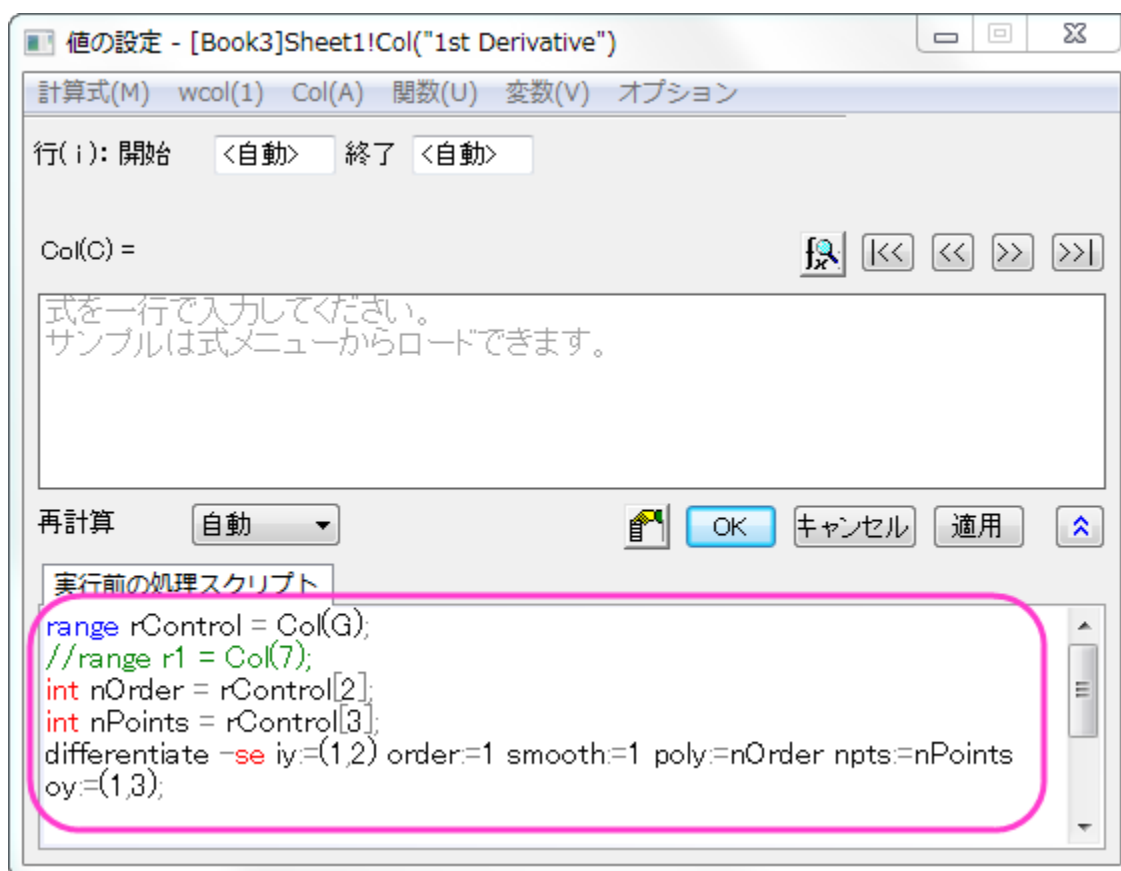 値の設定 - [Book3]Sheet1!Col("1st Derivative")
計算式(M) wcol(1) Col(A) 関数(U) 変数(V) オプション
行(i): 開始 <自動> 終了 <自動>
Col(C) =
|<< << >> >>|
式を一行で入力してください。
サンプルは式メニューからロードできます。
再計算 自動 OK キャンセル 適用
実行前の処理スクリプト
range rControl = Col(G);
//range r1 = Col(7);
int nOrder = rControl[2];
int nPoints = rControl[3];
differentiate -se iy:=(1,2) order:=1 smooth:=1 poly:=nOrder npts:=nPoints
oy:=(1,3);